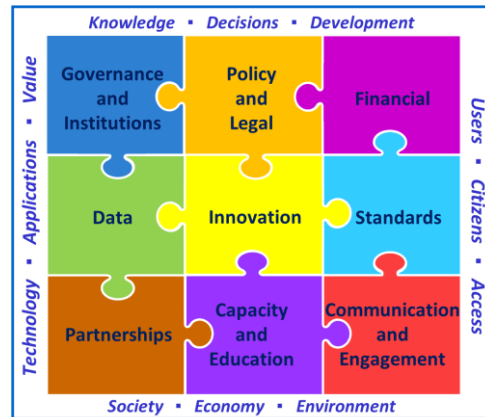 Knowledge ▪ Decisions ▪ Development
Technology ▪ Applications ▪ Value
Governance
and
Institutions
Policy
and
Legal
Financial
Data
Innovation
Standards
Partnerships
Capacity
and
Education
Communication
and
Engagement
Users ▪ Citizens ▪ Access
Society ▪ Economy ▪ Environment